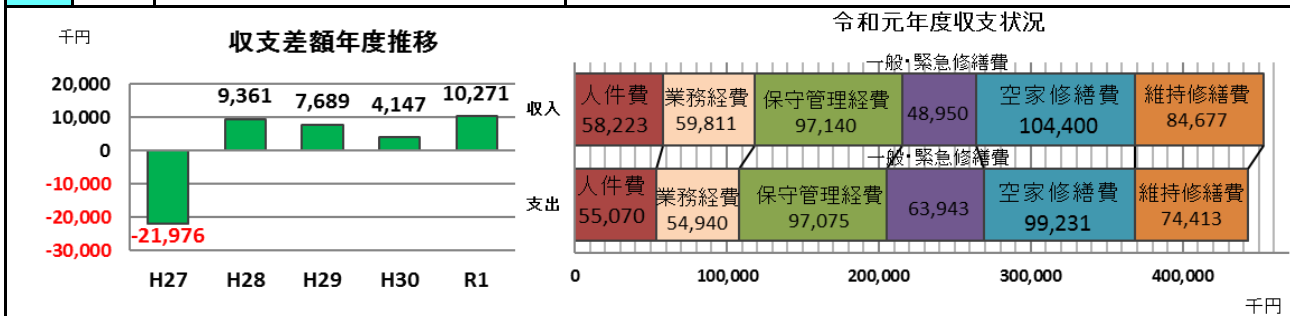 千円
収支差額年度推移
20,000
10,000
0
-10,000
-20,000
-30,000
-21,976
9,361
7,689
4,147
10,271
H27 H28 H29 H30 R1
令和元年度収支状況
一般・緊急修繕費
収入
人件費 業務経費 保守管理経費 空家修繕費 維持修繕費
58,223 59,811 97,140 48,950 104,400 84,677
一般・緊急修繕費
支出
人件費 業務経費 保守管理経費 空家修繕費 維持修繕費
55,070 54,940 97,075 63,943 99,231 74,413
0 100,000 200,000 300,000 400,000
千円